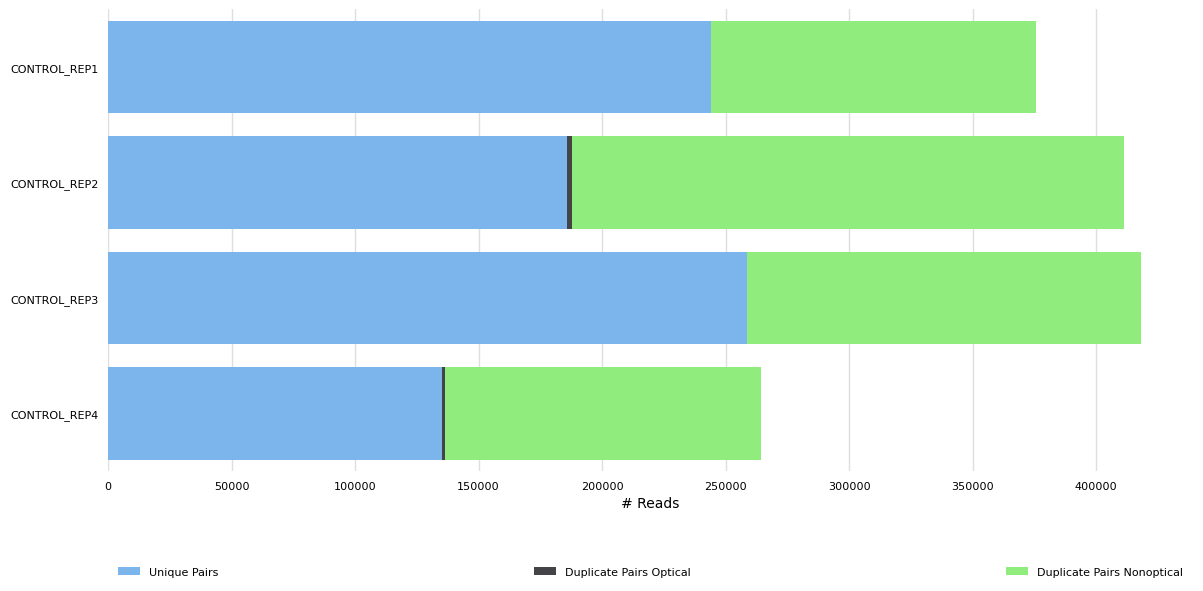 CONTROL_REP1
CONTROL_REP2
CONTROL_REP3
CONTROL_REP4
0 50000 100000 150000 200000 250000 300000 350000 400000
# Reads
Unique Pairs Duplicate Pairs Optical Duplicate Pairs Nonoptical